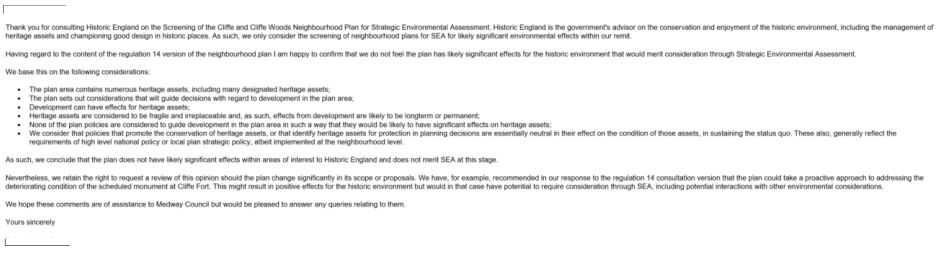 Thank you for consulting Historic England on the Screening of the Cliffe and Cliffe Woods Neighbourhood Plan for Strategic Environmental Assessment. Historic England is the government's advisor on the conservation and enjoyment of the historic environment, including the management of
heritage assets and championing good design in historic places. As such, we only consider the screening of neighbourhood plans for SEA for likely significant environmental effects within our remit.
Having regard to the content of the regulation 14 version of the neighbourhood plan I am happy to confirm that we do not feel the plan has likely significant effects for the historic environment that would merit consideration through Strategic Environmental Assessment.
We base this on the following considerations:
• The plan area contains numerous heritage assets, including many designated heritage assets;
• The plan sets out considerations that will guide decisions with regard to development in the plan area;
• Development can have effects for heritage assets;
• Heritage assets are considered to be fragile and irreplaceable and, as such, effects from development are likely to be longterm or permanent;
• None of the plan policies are considered to guide development in the plan area in such a way that they would be likely to have significant effects on heritage assets;
• We consider that policies that promote the conservation of heritage assets, or that identify heritage assets for protection in planning decisions are essentially neutral in their effect on the condition of those assets, in sustaining the status quo. These also, generally reflect the
requirements of high level national policy or local plan strategic policy, albeit implemented at the neighbourhood level.
As such, we conclude that the plan does not have likely significant effects within areas of interest to Historic England and does not merit SEA at this stage.
Nevertheless, we retain the right to request a review of this opinion should the plan change significantly in its scope or proposals. We have, for example, recommended in our response to the regulation 14 consultation version that the plan could take a proactive approach to addressing the
deteriorating condition of the scheduled monument at Cliffe Fort. This might result in positive effects for the historic environment but would in that case have potential to require consideration through SEA, including potential interactions with other environmental considerations.
We hope these comments are of assistance to Medway Council but would be pleased to answer any queries relating to them.
Yours sincerely